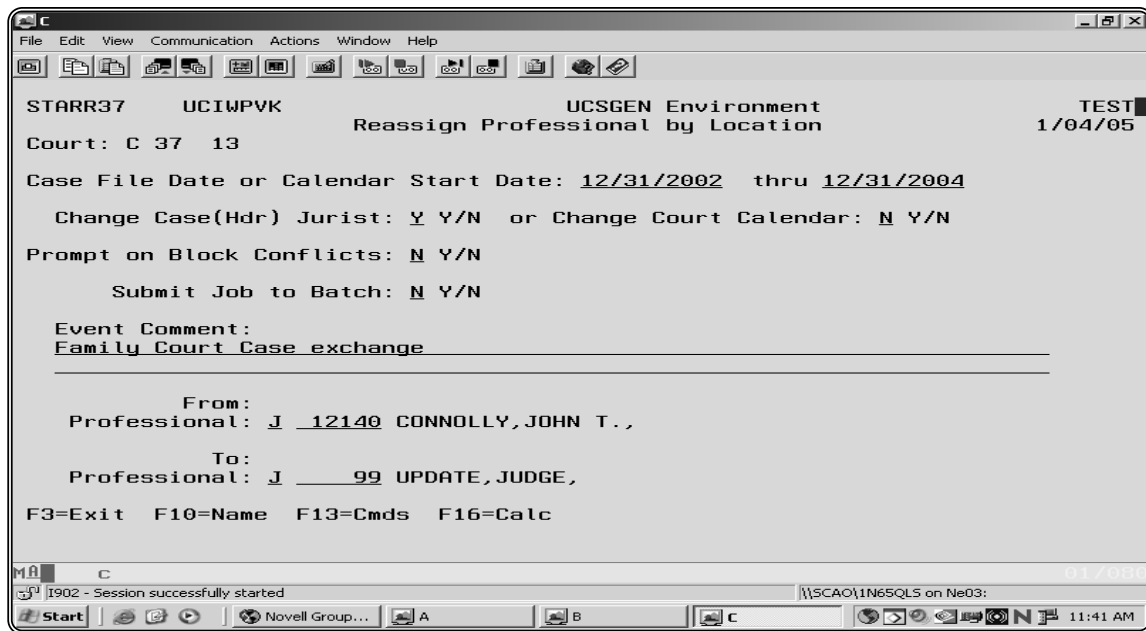 C
File Edit View Communication Actions Window Help
STARR37 UCIWPVK UCSGEN Environment TEST
Reassign Professional by Location 1/04/05
Court: C 37 13
Case File Date or Calendar Start Date: 12/31/2002 thru 12/31/2004
Change Case(Hdr) Jurist: Y Y/N or Change Court Calendar: N Y/N
Prompt on Block Conflicts: N Y/N
Submit Job to Batch: N Y/N
Event Comment:
Family Court Case exchange
From:
Professional: J 12140 CONNOLLY,JOHN T.,
To:
Professional: J 99 UPDATE,JUDGE,
F3=Exit F10=Name F13=Cmds F16=Calc
MA C 01/080
I902 - Session successfully started \\SCAO\1N65QLS on Ne03:
Start Novell Group... A B C N 11:41 AM